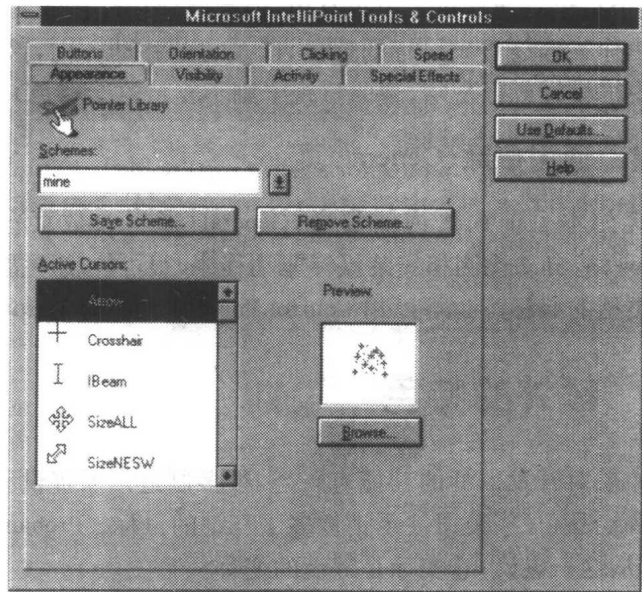 Microsoft IntelliPoint Tools & Controls
Buttons
Orientation
Clicking
Speed
Appearance
Visibility
Activity
Special Effects
Pointer Library
Schemes:
mine
Save Scheme...
Remove Scheme...
Active Cursors:
Arrow
Crosshair
IBeam
SizeALL
SizeNESW
Preview:
Browse...
OK
Cancel
Use Defaults...
Help